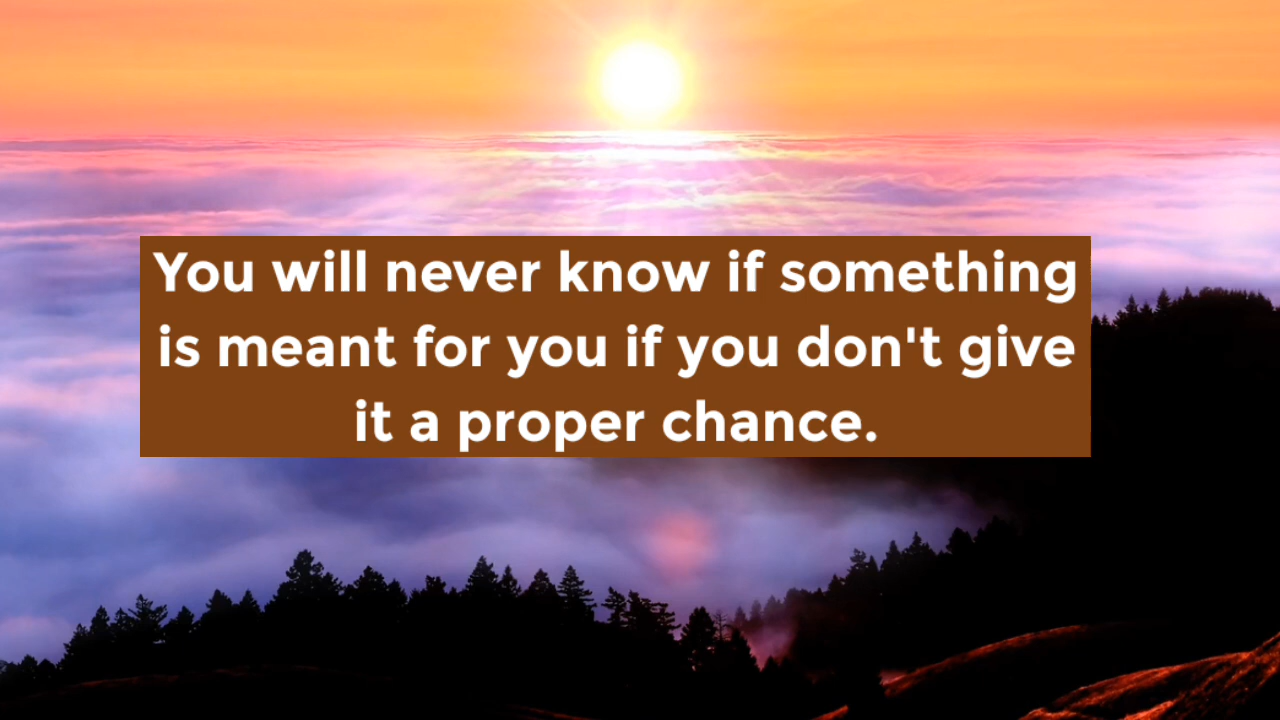 You will never know if something
is meant for you if you don't give
it a proper chance.